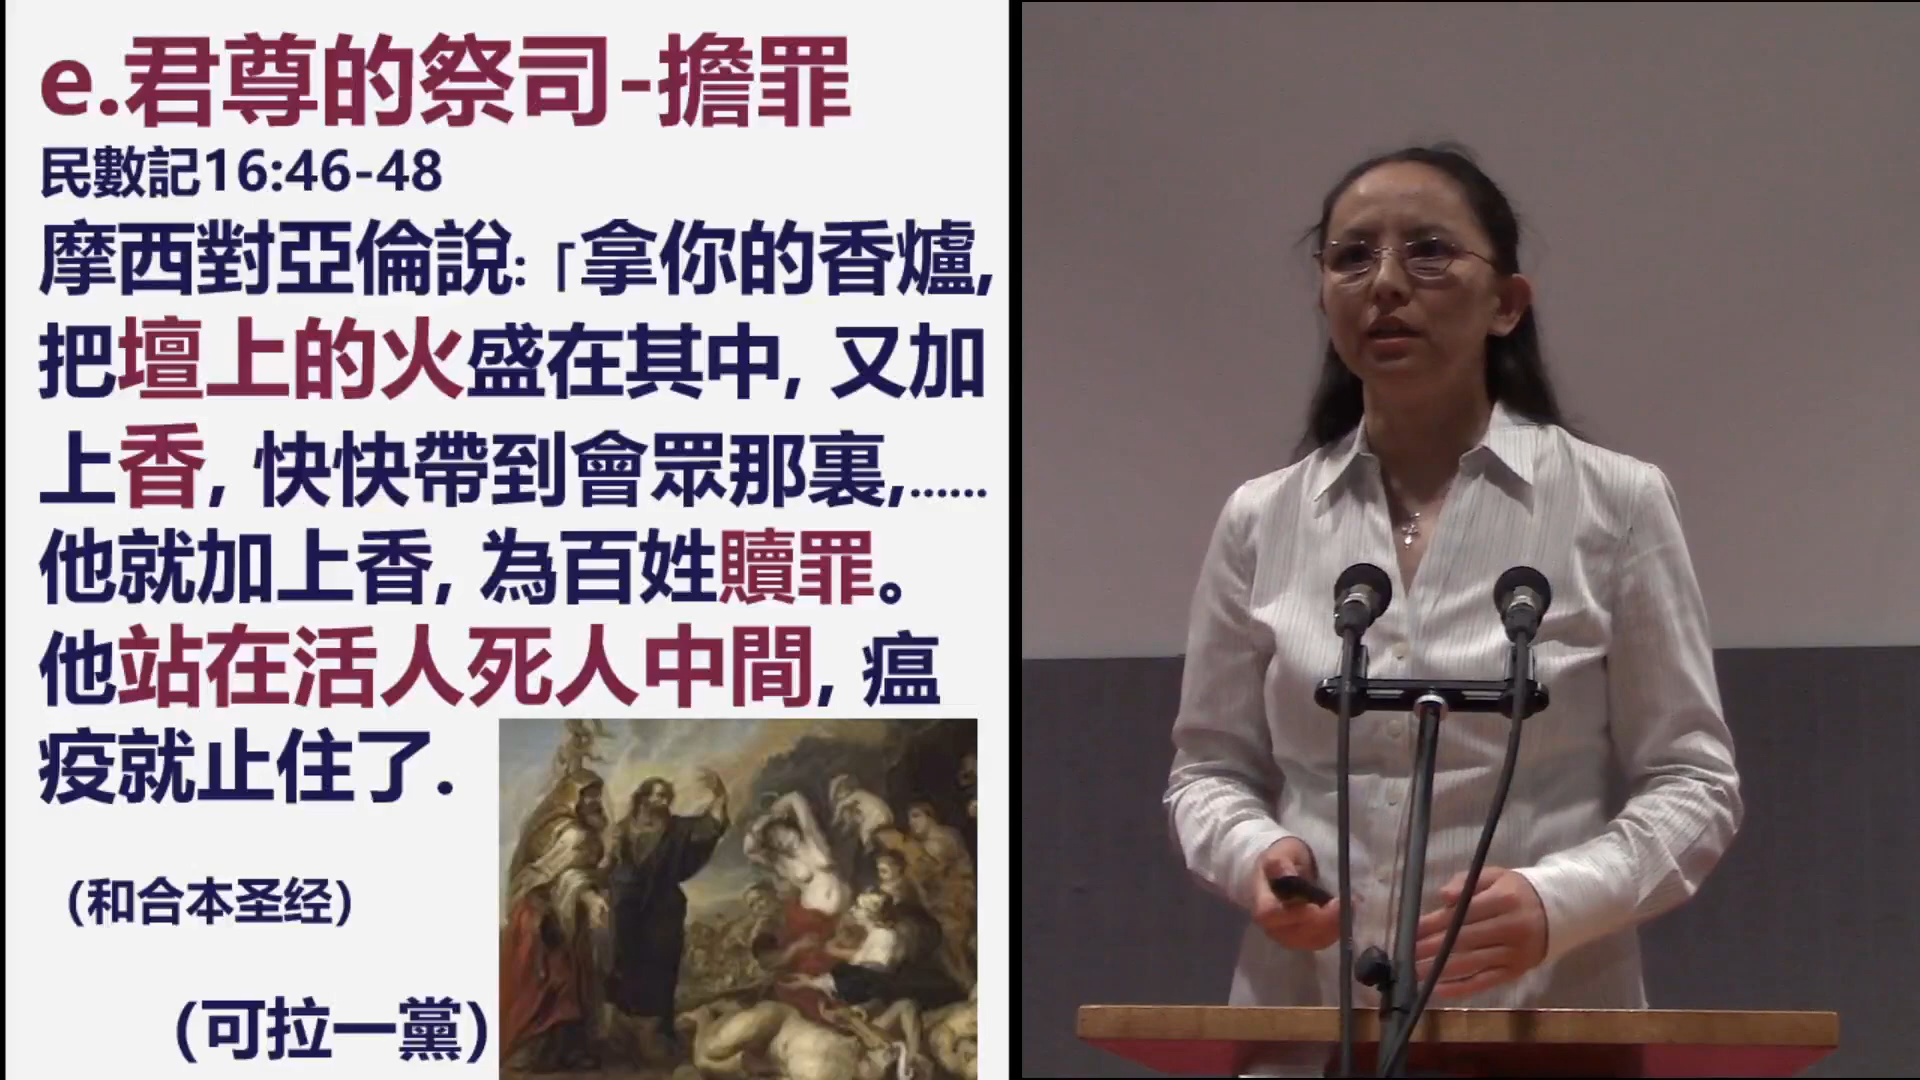 e.君尊的祭司-擔罪
民數記16:46-48
摩西對亞倫說:「拿你的香爐,
把壇上的火盛在其中, 又加
上香, 快快帶到會眾那裏,......
他就加上香, 為百姓贖罪。
他站在活人死人中間, 瘟
疫就止住了.
（和合本圣经）
(可拉一黨)